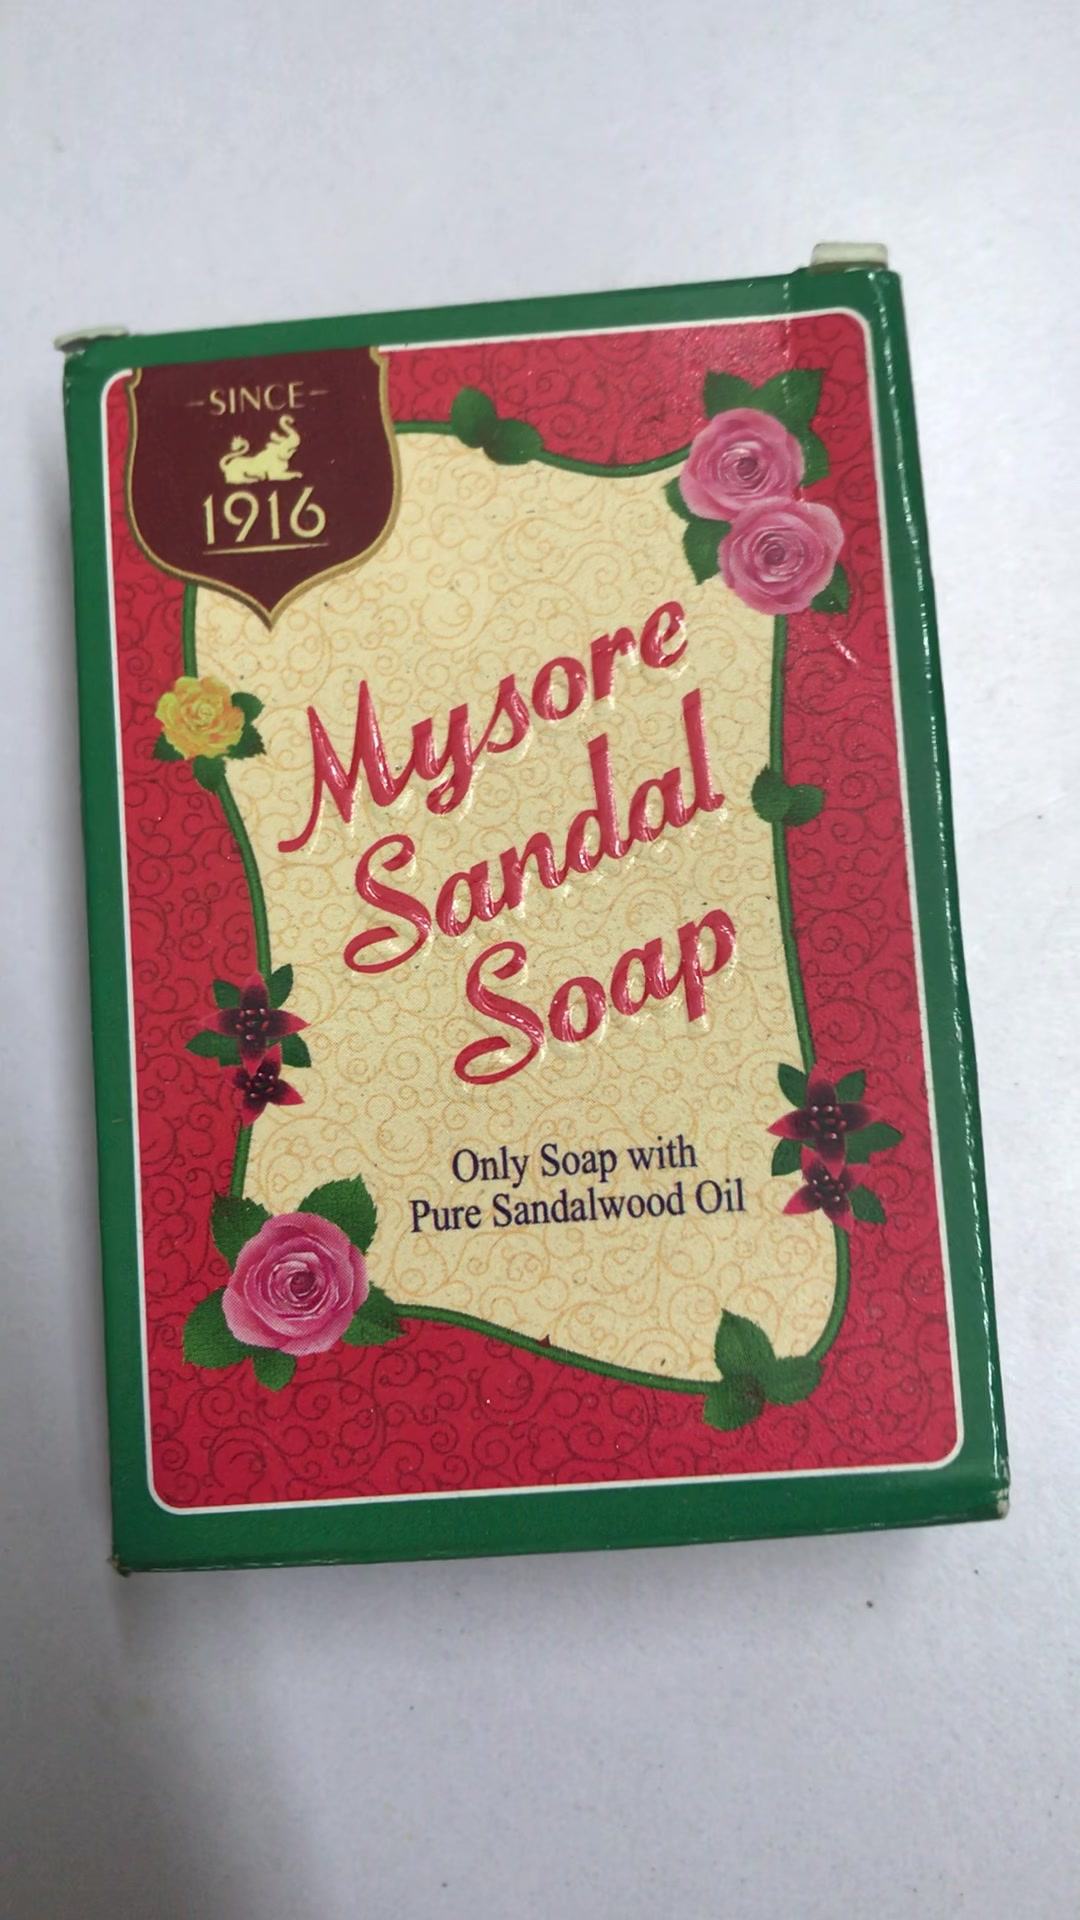 -SINCE-
1916
Mysore
Sandal
Soap
Only Soap with
Pure Sandalwood Oil